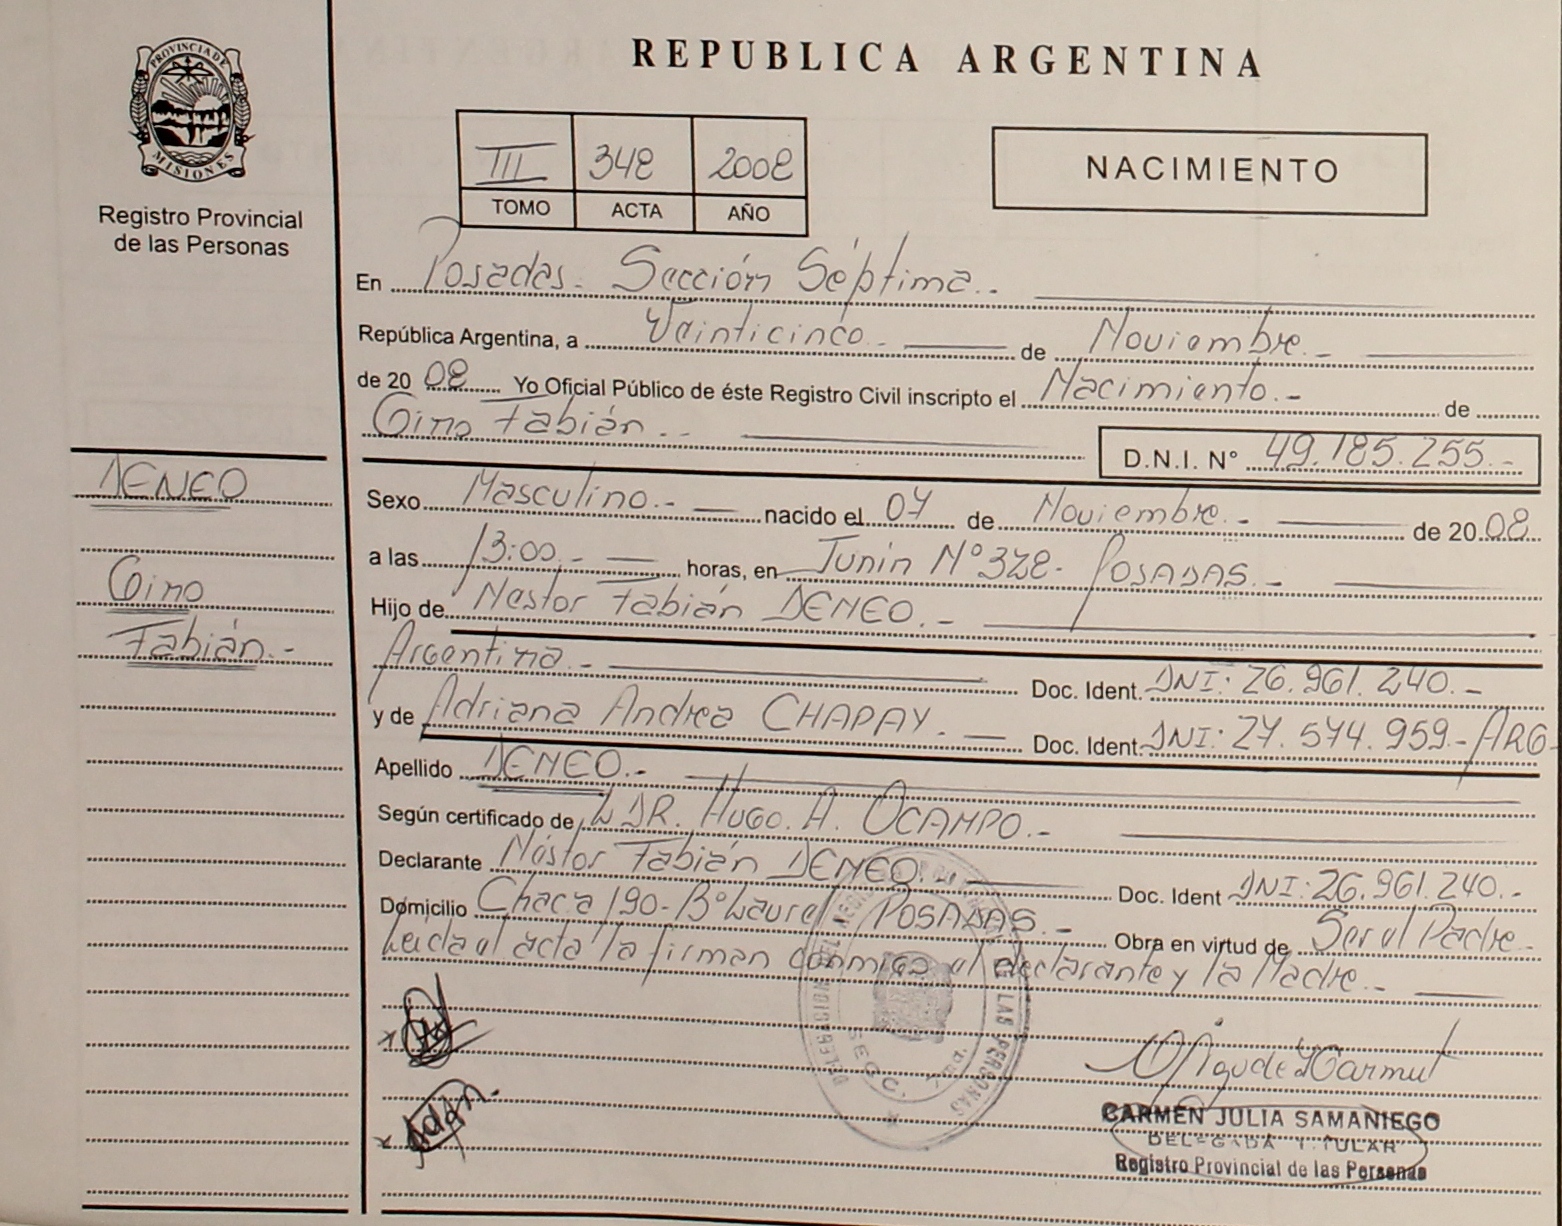 PROVINCIA DE
MISIONES
Registro Provincial
de las Personas
REPUBLICA ARGENTINA
III 348 2008
TOMO ACTA AÑO
NACIMIENTO
En Posadas.- Sección Séptima.-
República Argentina, a Veinticinco.- de Noviembre.-
de 20 08 Yo Oficial Público de éste Registro Civil inscripto el Nacimiento.- de
Gino Fabián.-
D.N.I. N° 49.185.255.-
DENEO
Gino
Fabián.-
Sexo Masculino.- nacido el 07 de Noviembre.- de 20 08
a las 13:00.- horas, en Junin N° 328- POSADAS.-
Hijo de Nestor Fabián DENEO.-
Argentina.- Doc. Ident. DNI: 26.961.240.-
y de Adriana Andrea CHAPAY.- Doc. Ident. DNI: 27.574.959- ARG-
Apellido DENEO.-
Según certificado de DR. HUGO. A. OCAMPO.-
Declarante Néstor Fabián DENEO.- Doc. Ident DNI: 26.961.240.-
Domicilio Chaca 190- B° Laurel POSADAS.- Obra en virtud de Ser el Padre.-
Leida el acta la firman conmigo el declarante y la Madre.-
CARMEN JULIA SAMANIEGO
DELEGADA TITULAR
Registro Provincial de las Personas